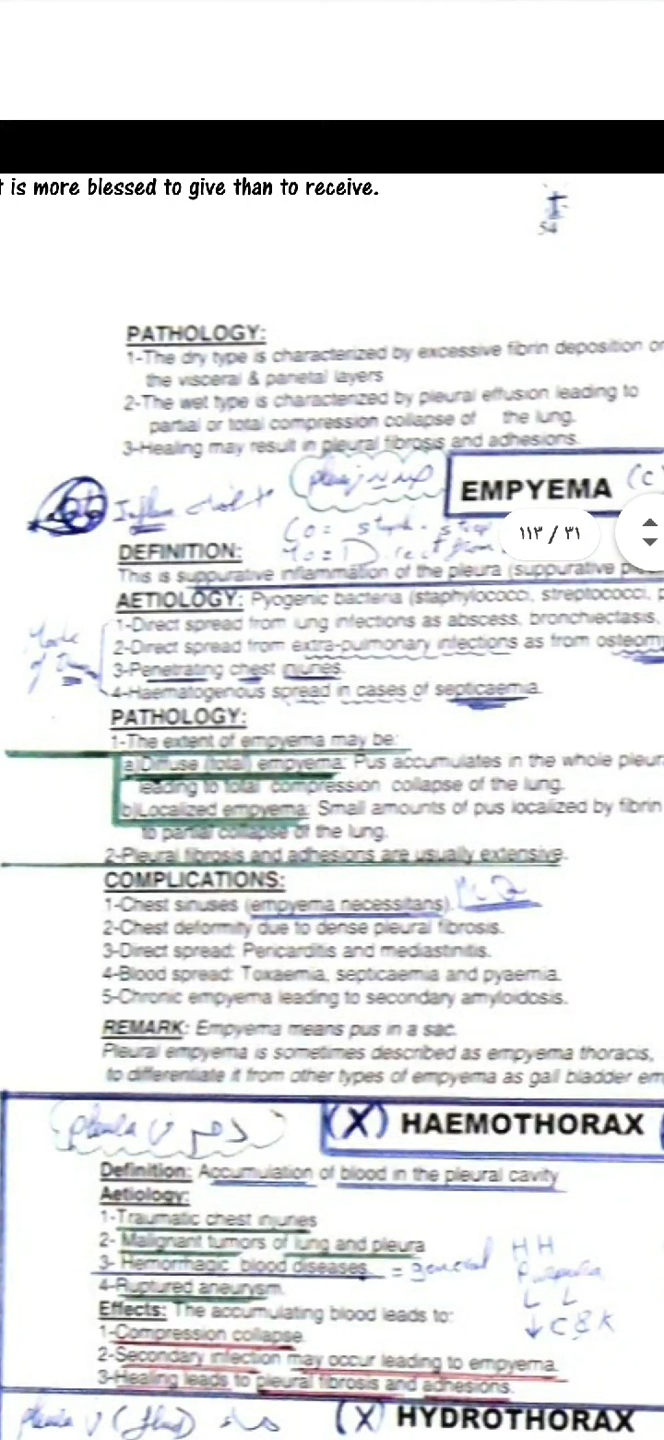 t is more blessed to give than to receive.
54
PATHOLOGY:
1-The dry type is characterized by excessive fibrin deposition or
the visceral & parietal layers
2-The wet type is characterized by pleural effusion leading to
partial or total compression collapse of the lung.
3-Healing may result in pleural fibrosis and adhesions.
EMPYEMA
١١٣ / ٣١
DEFINITION:
This is suppurative inflammation of the pleura (suppurative
AETIOLOGY: Pyogenic bacteria (staphylococci, streptococci, p
1-Direct spread from lung infections as abscess, bronchiectasis,
2-Direct spread from extra-pulmonary infections as from osteom
3-Penetrating chest injuries.
4-Haematogenous spread in cases of septicaemia.
PATHOLOGY:
1-The extent of empyema may be:
a)Diffuse (total) empyema: Pus accumulates in the whole pleura
leading to total compression collapse of the lung.
b)Localized empyema: Small amounts of pus localized by fibrin
to partial collapse of the lung.
2-Pleural fibrosis and adhesions are usually extensive.
COMPLICATIONS:
1-Chest sinuses (empyema necessitans).
2-Chest deformity due to dense pleural fibrosis.
3-Direct spread: Pericarditis and mediastinitis.
4-Blood spread: Toxaemia, septicaemia and pyaemia.
5-Chronic empyema leading to secondary amyloidosis.
REMARK: Empyema means pus in a sac.
Pleural empyema is sometimes described as empyema thoracis,
to differentiate it from other types of empyema as gall bladder em
(X) HAEMOTHORAX
Definition: Accumulation of blood in the pleural cavity
Aetiology:
1-Traumatic chest injuries
2- Malignant tumors of lung and pleura
3- Hemorrhagic blood diseases. = general
4-Ruptured aneurysm.
H H
Purpura
L L
↓ C & K
Effects: The accumulating blood leads to:
1-Compression collapse.
2-Secondary infection may occur leading to empyema.
3-Healing leads to pleural fibrosis and adhesions.
(X) HYDROTHORAX